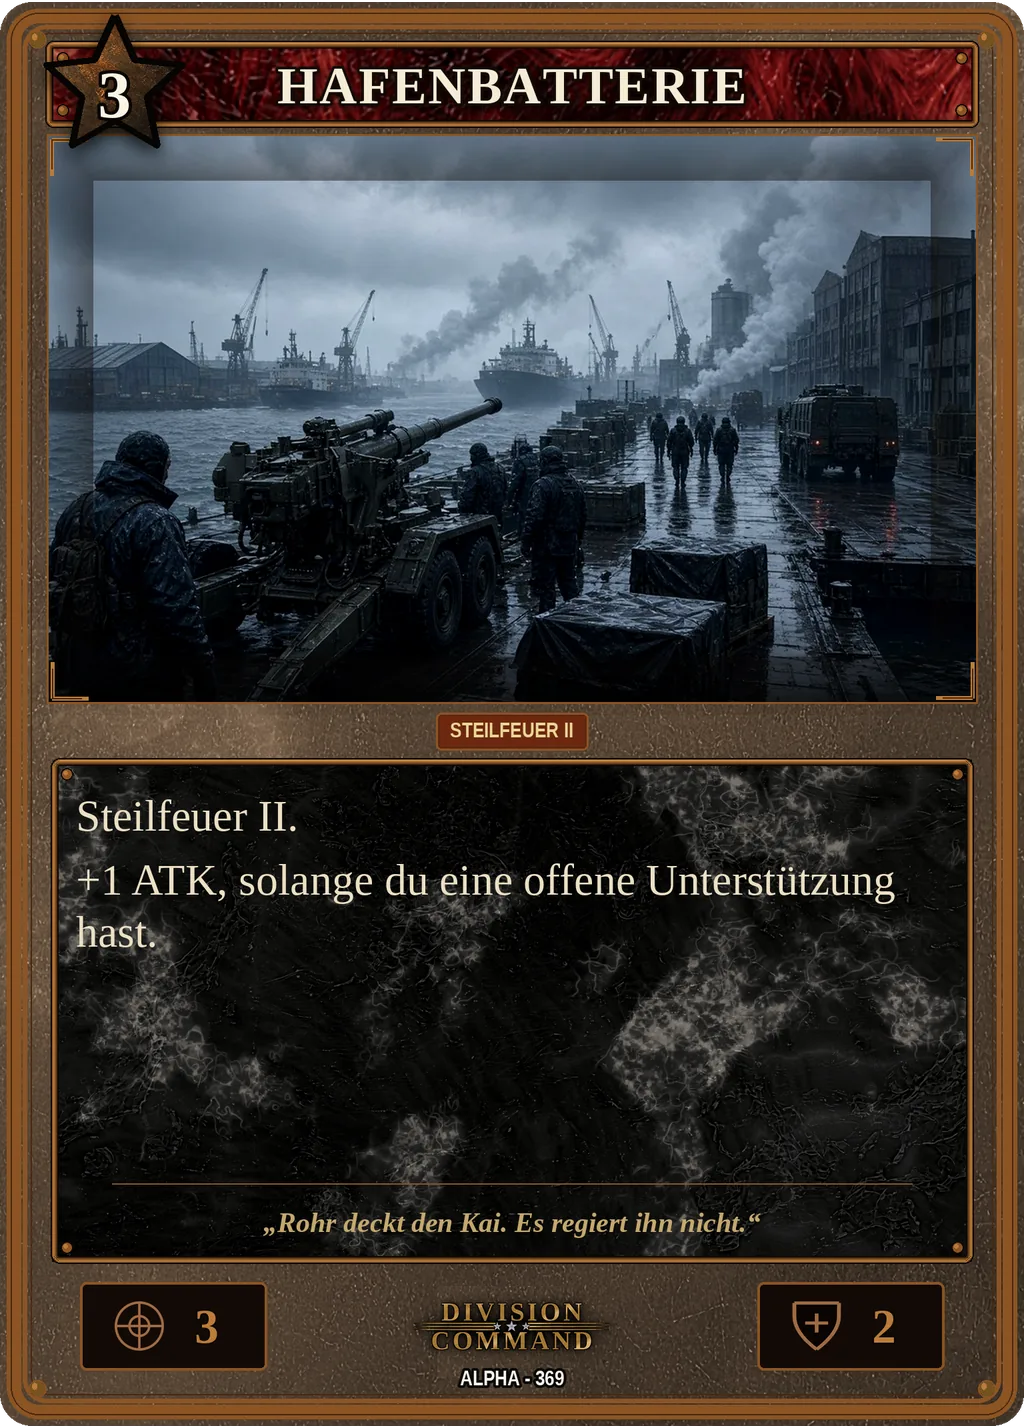 3
HAFENBATTERIE
STEILFEUER II
Steilfeuer II.
+1 ATK, solange du eine offene Unterstützung
hast.
„Rohr deckt den Kai. Es regiert ihn nicht.“
3
DIVISION
COMMAND
2
ALPHA - 369